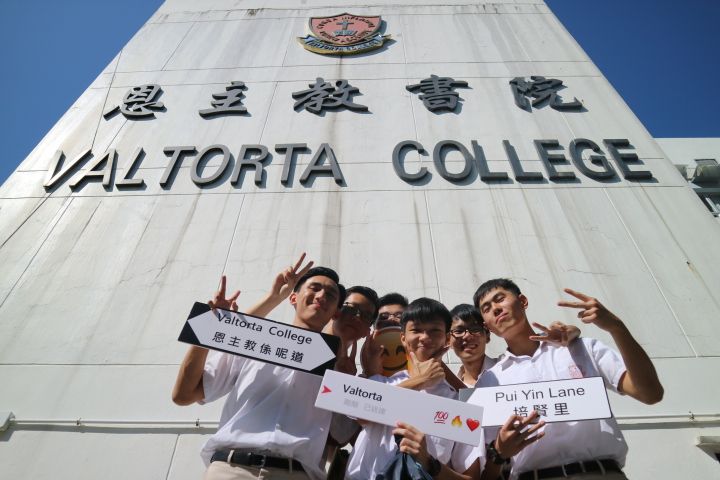 恩主教書院
VALTORTA COLLEGE
Valtorta College
恩主教係呢道
Valtorta
💯🔥❤️
Pui Yin Lane
培賢里